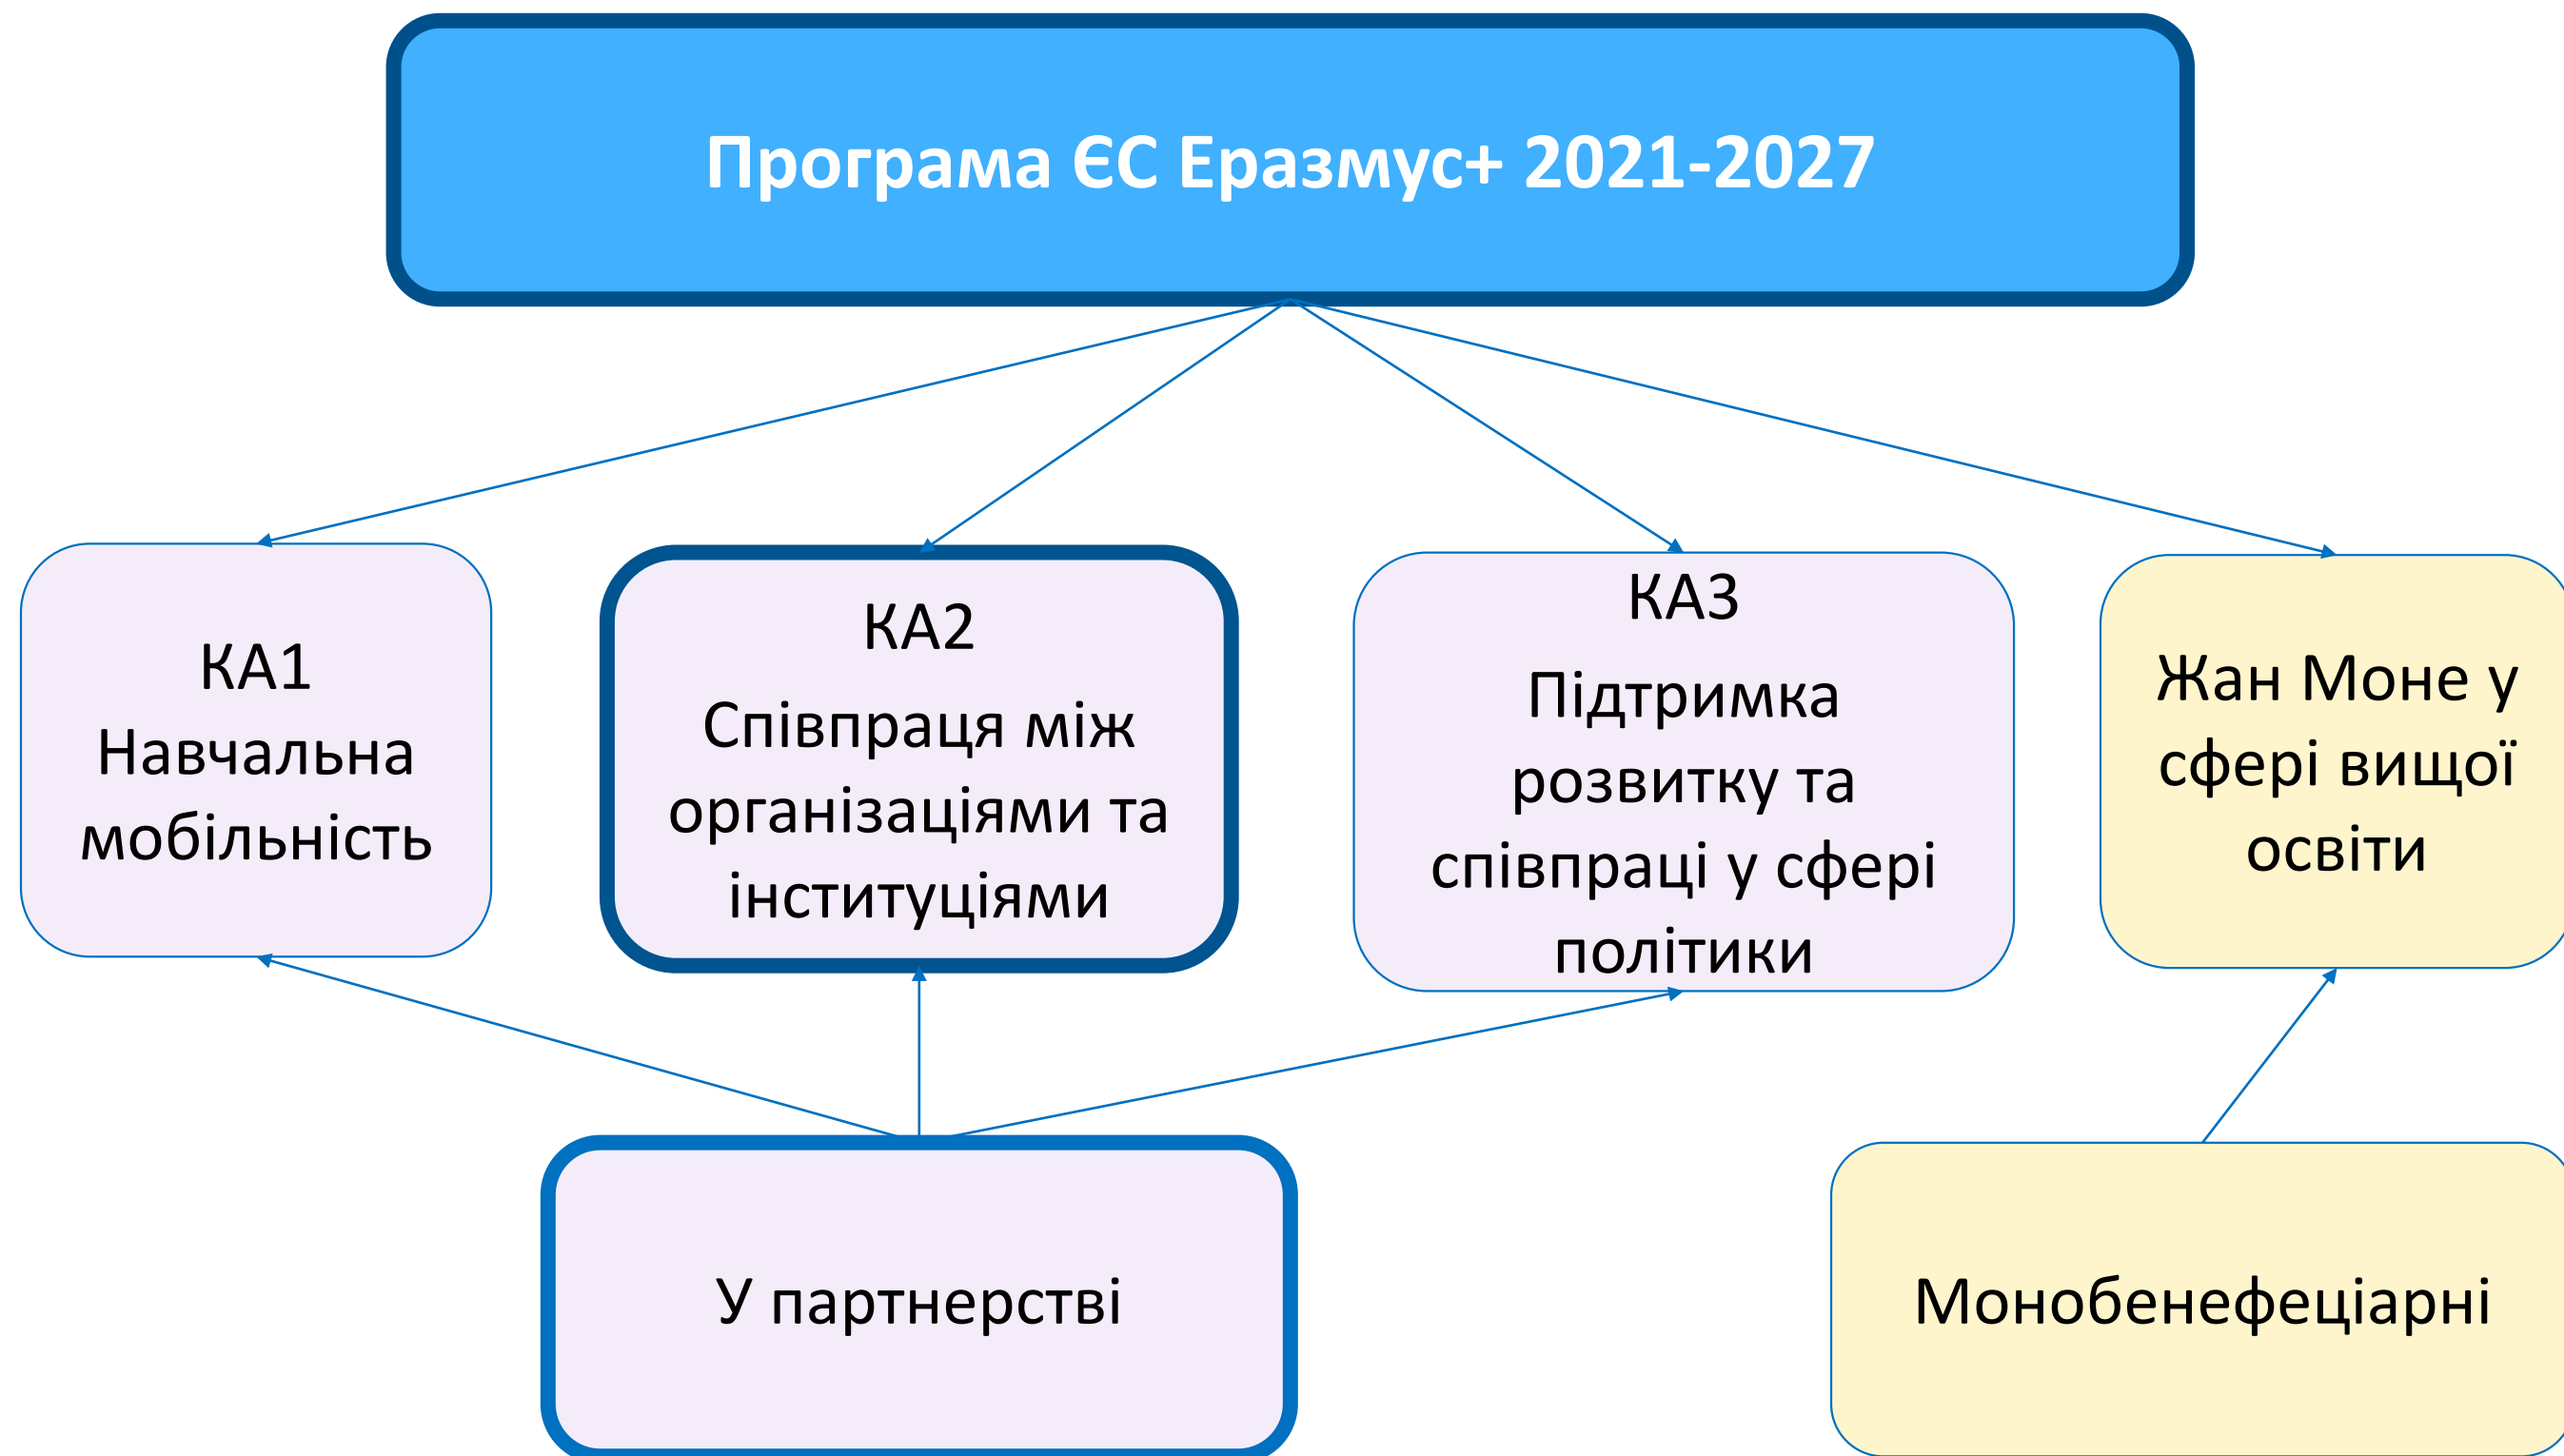 Програма ЄС Еразмус+ 2021-2027
КА1
Навчальна
мобільність
КА2
Співпраця між
організаціями та
інституціями
КА3
Підтримка
розвитку та
співпраці у сфері
політики
Жан Моне у
сфері вищої
освіти
У партнерстві
Монобенефеціарні